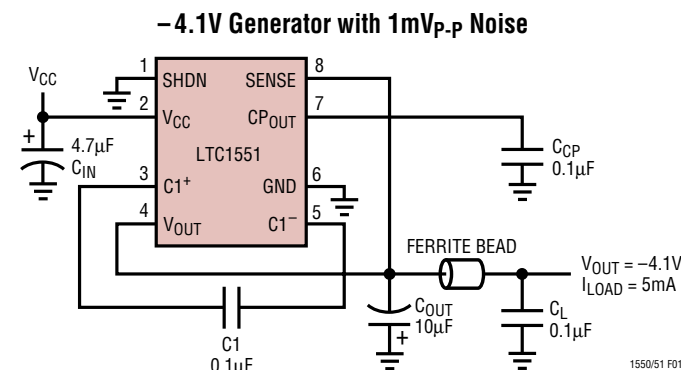 –4.1V Generator with 1mVP-P Noise
VCC
+
4.7µF
CIN
1
2
3
4
SHDN
VCC
C1+
VOUT
LTC1551
SENSE
CPOUT
GND
C1–
8
7
6
5
CCP
0.1µF
FERRITE BEAD
VOUT = –4.1V
ILOAD = 5mA
COUT
10µF
+
CL
0.1µF
C1
0.1µF
1550/51 F01